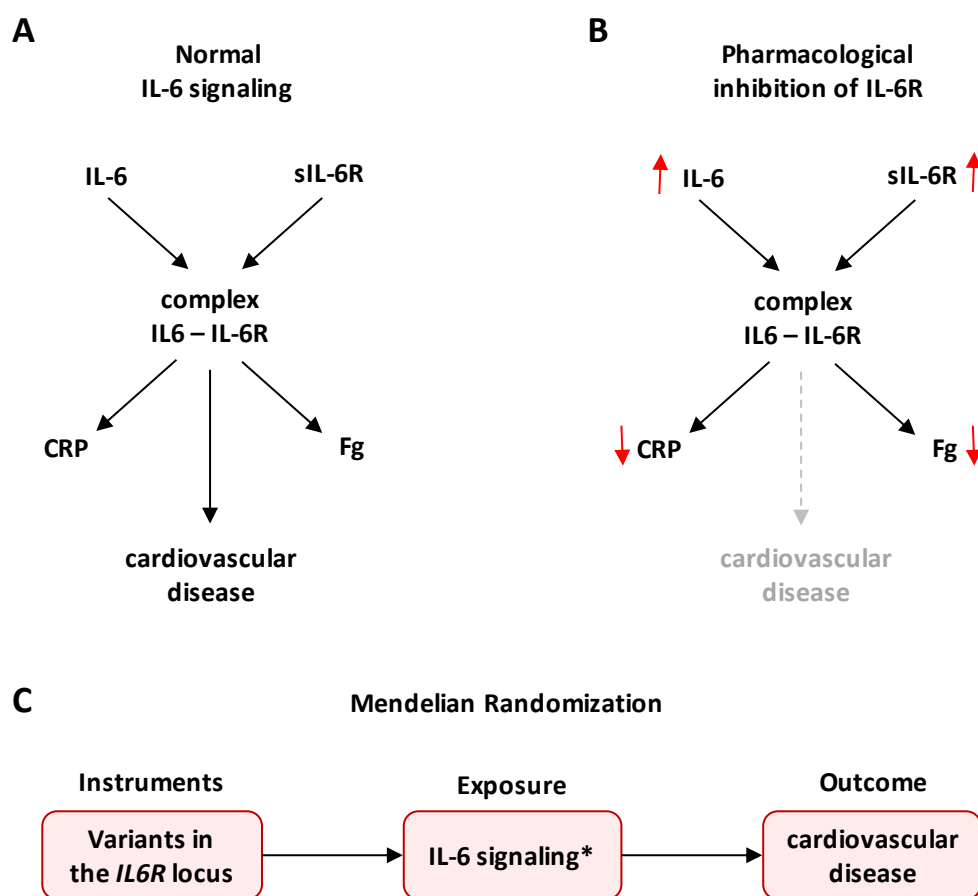 A
Normal
IL-6 signaling
IL-6
sIL-6R
complex
IL6 – IL-6R
CRP
Fg
cardiovascular
disease
B
Pharmacological
inhibition of IL-6R
IL-6
sIL-6R
complex
IL6 – IL-6R
CRP
Fg
cardiovascular
disease
C
Mendelian Randomization
Instruments
Exposure
Outcome
Variants in
the IL6R locus
IL-6 signaling*
cardiovascular
disease